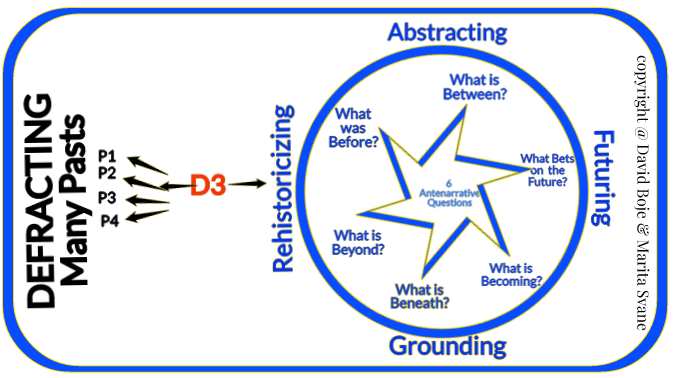 DEFRACTING
Many Pasts
P1
P2
P3
P4
D3
Rehistoricizing
Abstracting
What is
Between?
What
was
Before?
What Bets
on the
Future?
6
Antenarrative
Questions
What is
Beyond?
What is
Becoming?
What is
Beneath?
Grounding
Futuring
copyright @ David Boje & Marita Svane